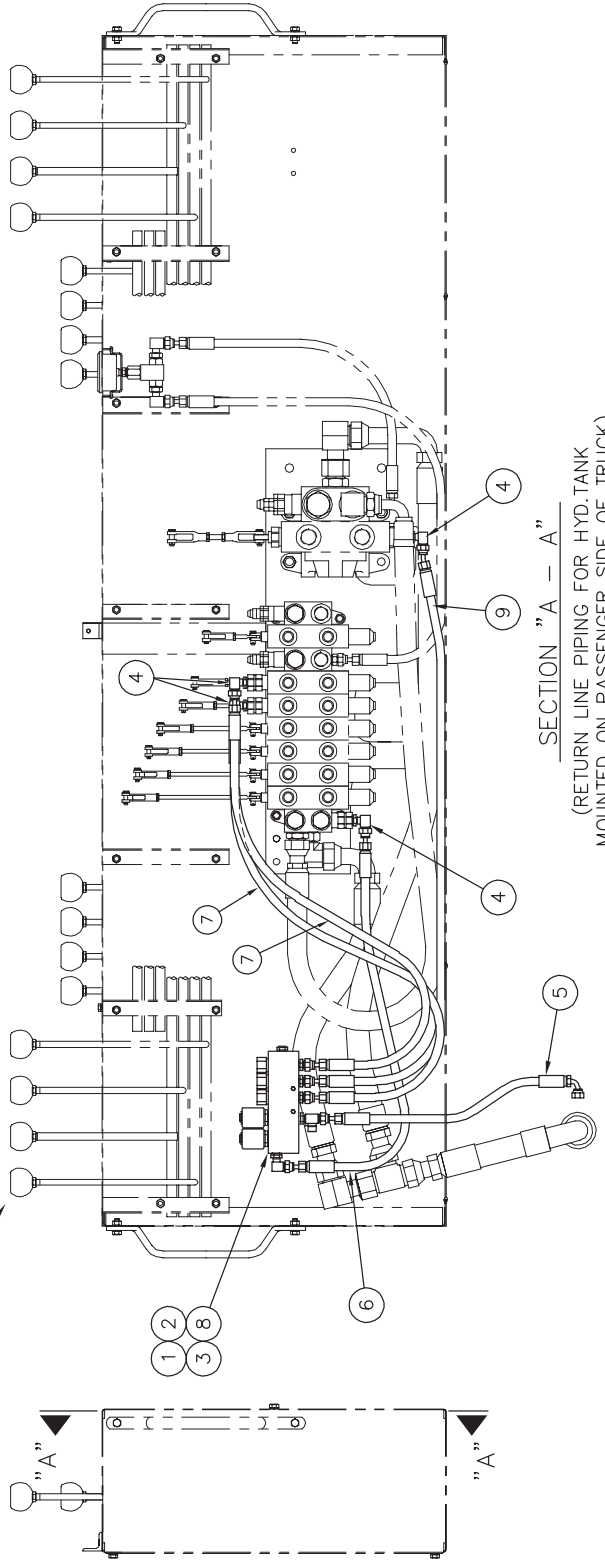 "A"
"A"
1
2
3
8
6
7
7
4
4
4
9
5
SECTION "A - A"
(RETURN LINE PIPING FOR HYD.TANK
MOUNTED ON PASSENGER SIDE OF TRUCK)